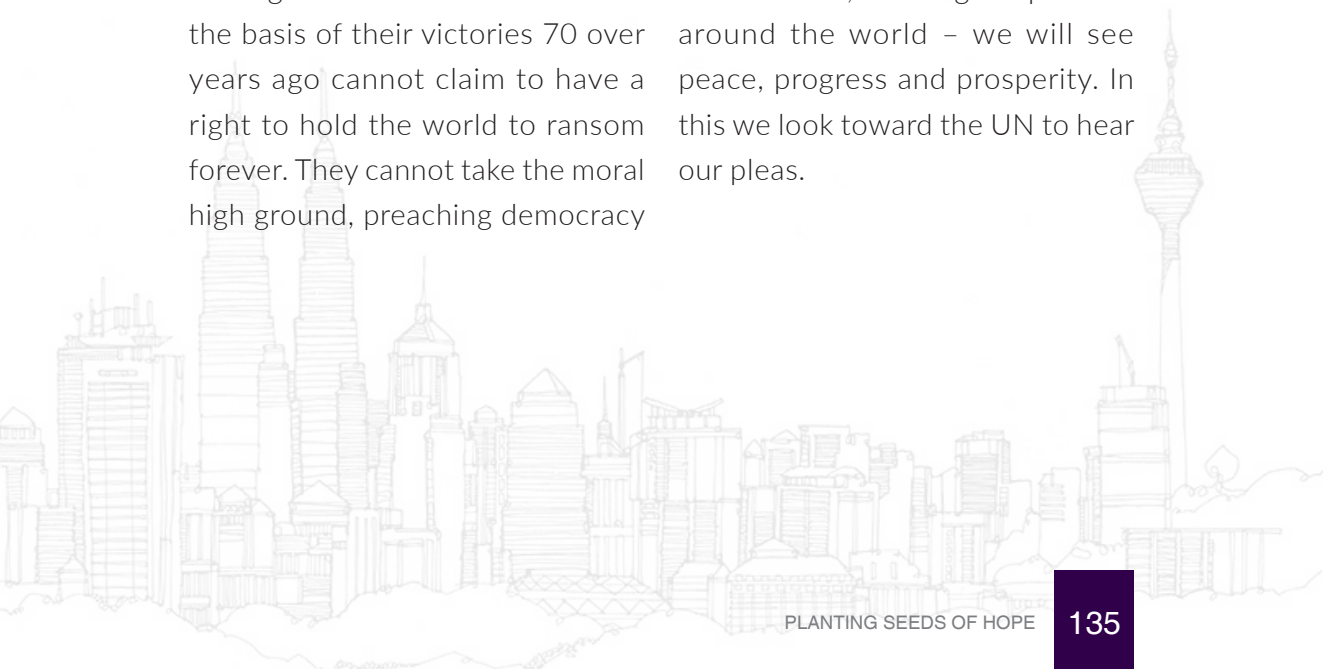 the basis of their victories 70 over
years ago cannot claim to have a
right to hold the world to ransom
forever. They cannot take the moral
high ground, preaching democracy
around the world – we will see
peace, progress and prosperity. In
this we look toward the UN to hear
our pleas.
PLANTING SEEDS OF HOPE
135